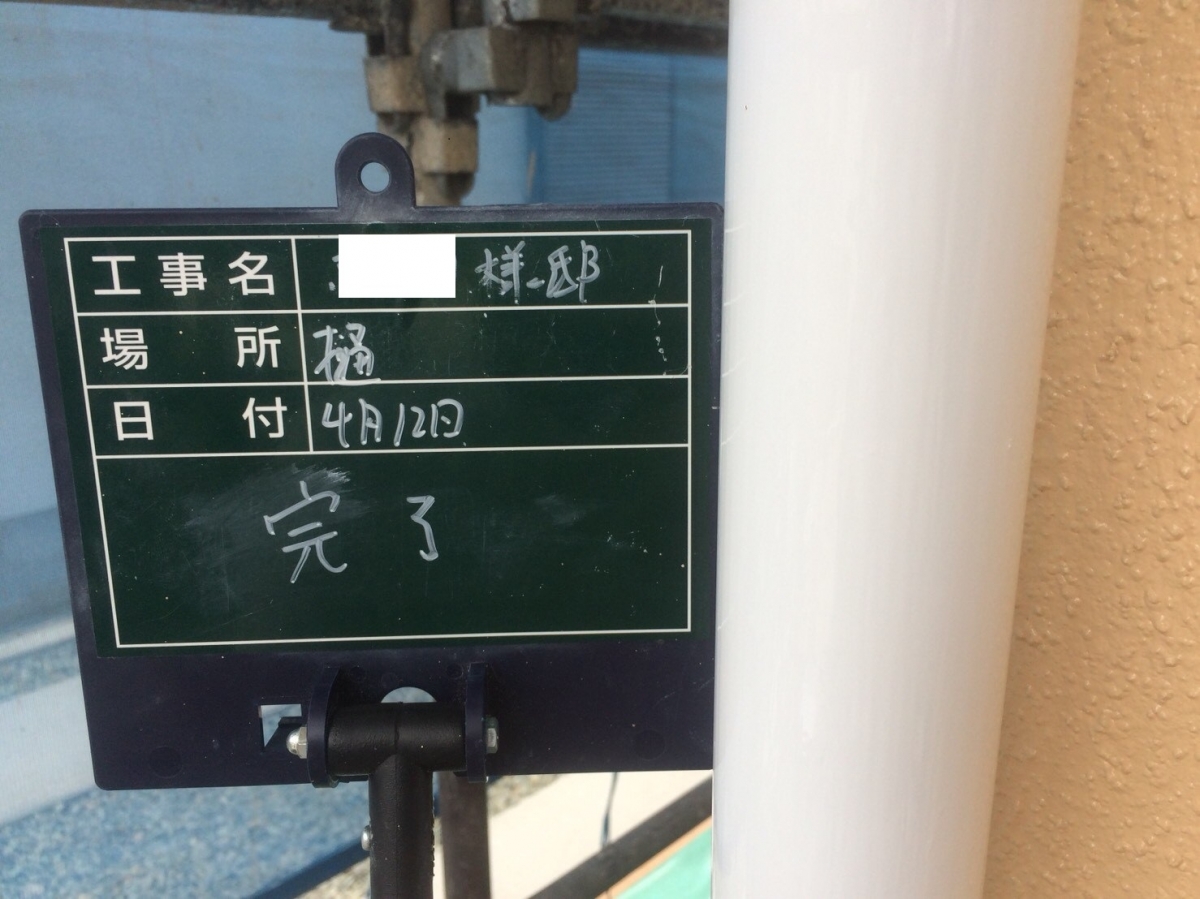 工事名 様邸
場所 樋
日付 4月12日
完了